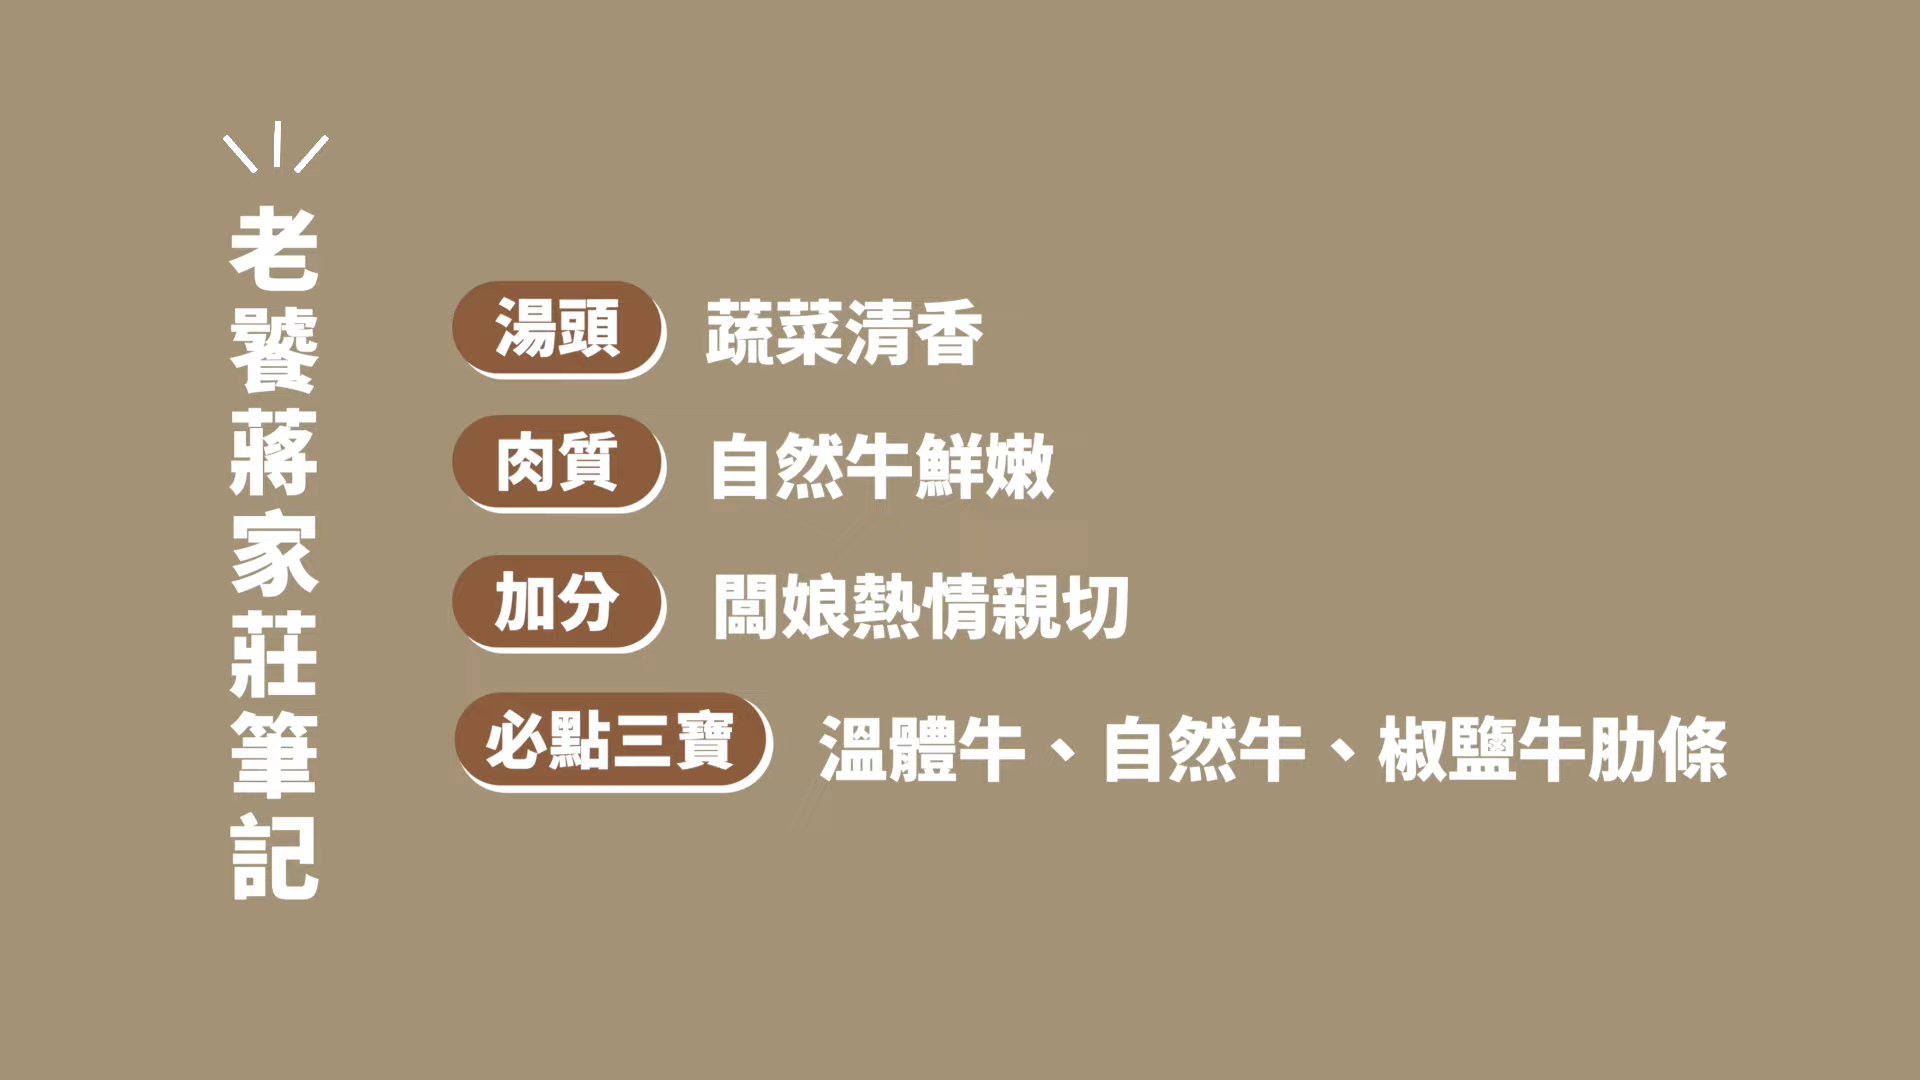 老饕蔣家莊筆記
湯頭 蔬菜清香
肉質 自然牛鮮嫩
加分 闆娘熱情親切
必點三寶 溫體牛、自然牛、椒鹽牛肋條